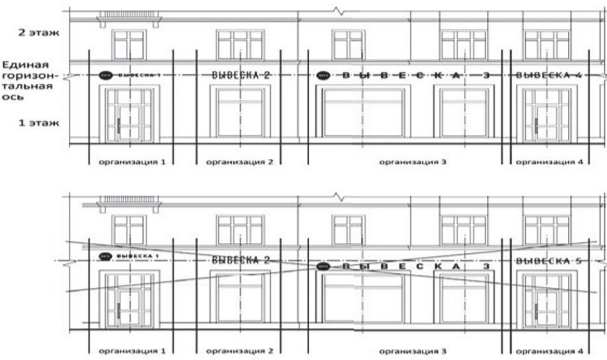 2 этаж
Единая
горизон-
тальная
ось
ВЫВЕСКА 1
ВЫВЕСКА 2
ВЫВЕСКА 3
ВЫВЕСКА 4
1 этаж
организация 1
организация 2
организация 3
организация 4
ВЫВЕСКА 1
ВЫВЕСКА 2
ВЫВЕСКА 3
ВЫВЕСКА 5
организация 1
организация 2
организация 3
организация 4